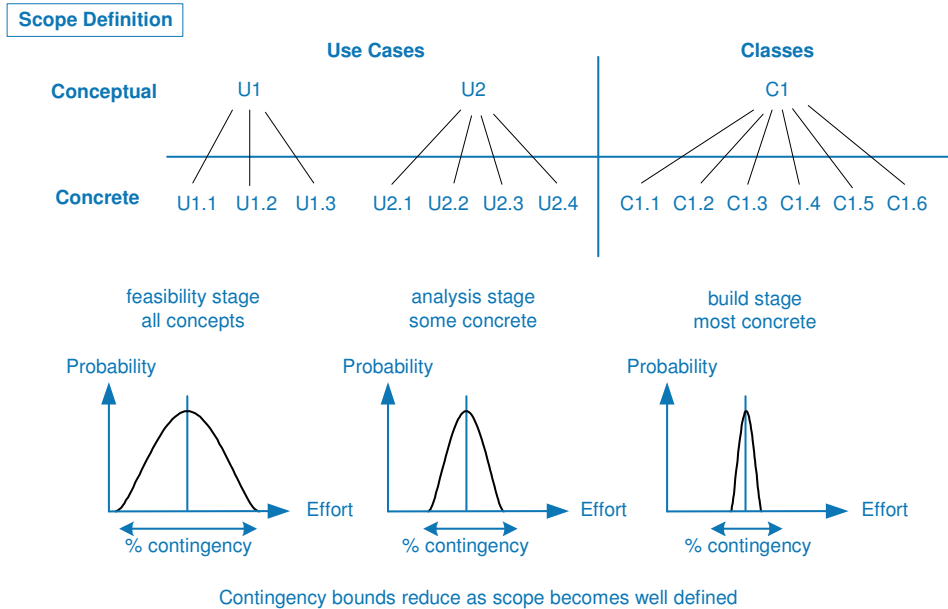 Scope Definition
Use Cases
Classes
Conceptual
U1
U2
C1
Concrete
U1.1 U1.2 U1.3 U2.1 U2.2 U2.3 U2.4 C1.1 C1.2 C1.3 C1.4 C1.5 C1.6
feasibility stage
all concepts
analysis stage
some concrete
build stage
most concrete
Probability
Effort
% contingency
Probability
Effort
% contingency
Probability
Effort
% contingency
Contingency bounds reduce as scope becomes well defined